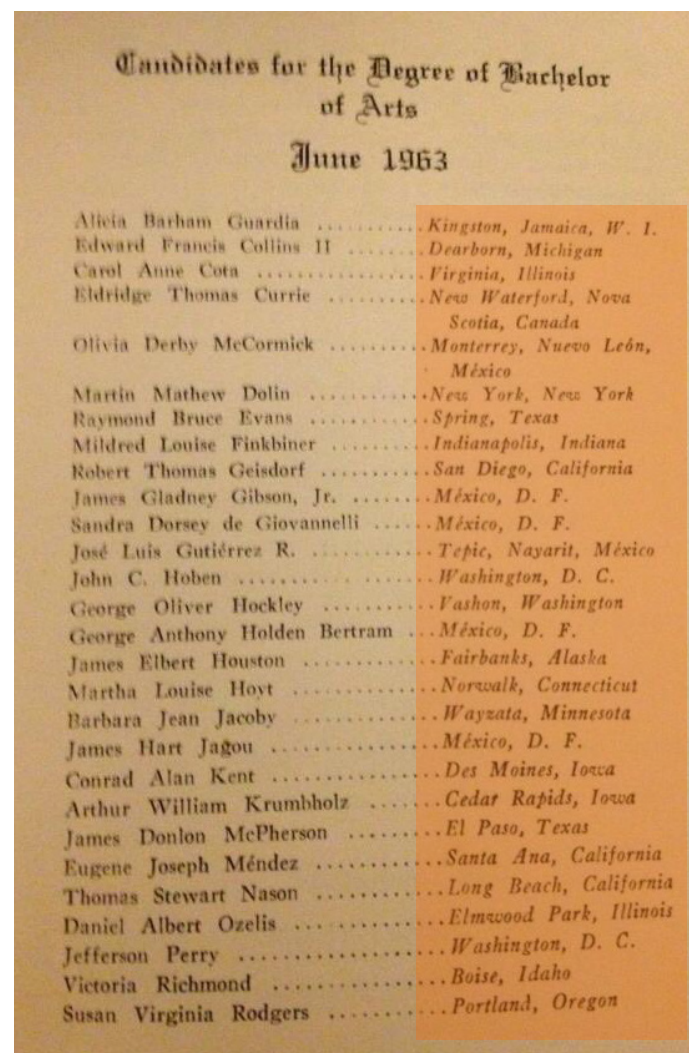 Candidates for the Degree of Bachelor
of Arts
June 1963
Alicia Barham Guardia ........... Kingston, Jamaica, W. I.
Edward Francis Collins II ........ Dearborn, Michigan
Carol Anne Cota ................. Virginia, Illinois
Eldridge Thomas Currie .......... New Waterford, Nova
Scotia, Canada
Olivia Derby McCormick .......... Monterrey, Nuevo León,
México
Martin Mathew Dolin ............. New York, New York
Raymond Bruce Evans ............ Spring, Texas
Mildred Louise Finkbiner ......... Indianapolis, Indiana
Robert Thomas Geisdorf .......... San Diego, California
James Gladney Gibson, Jr. ........ México, D. F.
Sandra Dorsey de Giovannelli ...... México, D. F.
José Luis Gutiérrez R. ............ Tepic, Nayarit, México
John C. Hoben ................... Washington, D. C.
George Oliver Hockley ........... Vashon, Washington
George Anthony Holden Bertram ... México, D. F.
James Elbert Houston ............. Fairbanks, Alaska
Martha Louise Hoyt .............. Norwalk, Connecticut
Barbara Jean Jacoby .............. Wayzata, Minnesota
James Hart Jagou ................ México, D. F.
Conrad Alan Kent ................ Des Moines, Iowa
Arthur William Krumbholz ....... Cedar Rapids, Iowa
James Donlon McPherson ......... El Paso, Texas
Eugene Joseph Méndez ............ Santa Ana, California
Thomas Stewart Nason ............ Long Beach, California
Daniel Albert Ozelis .............. Elmwood Park, Illinois
Jefferson Perry .................. Washington, D. C.
Victoria Richmond ................ Boise, Idaho
Susan Virginia Rodgers ........... Portland, Oregon